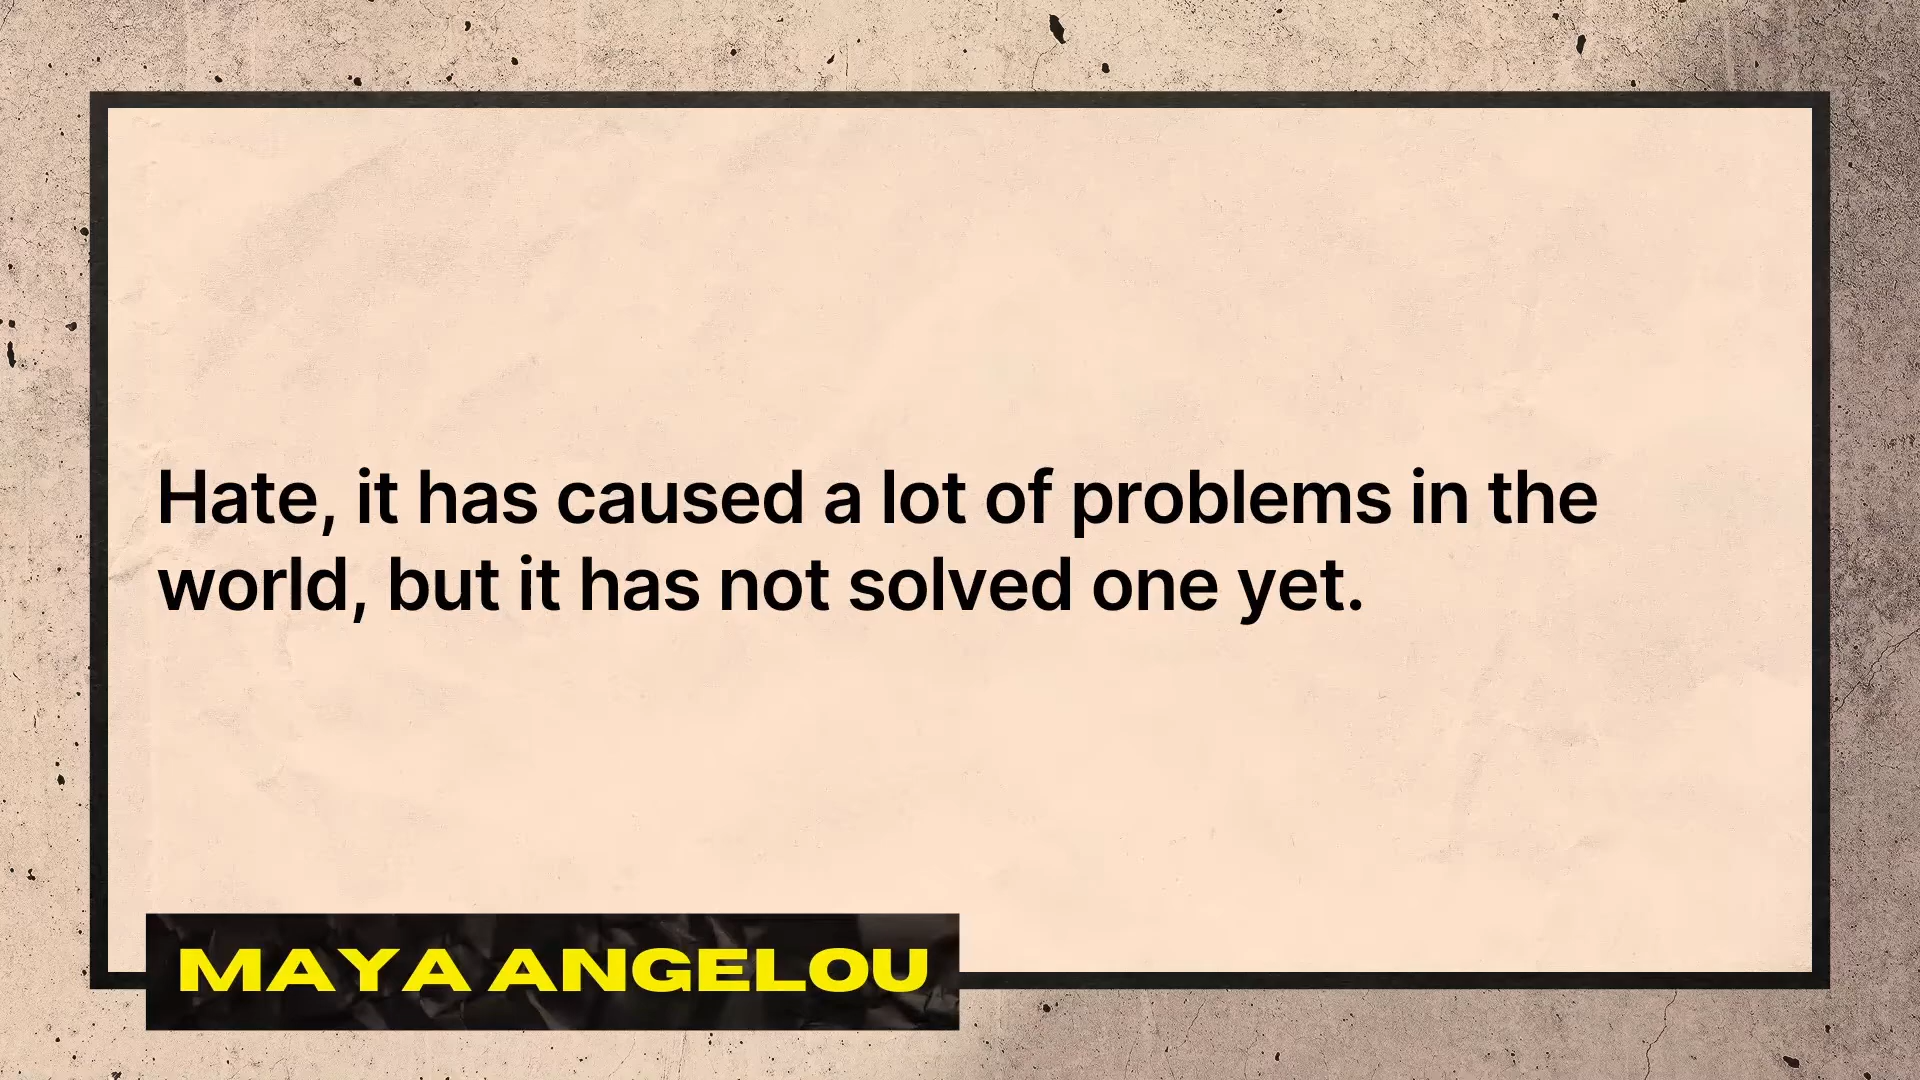 Hate, it has caused a lot of problems in the
world, but it has not solved one yet.
MAYA ANGELOU